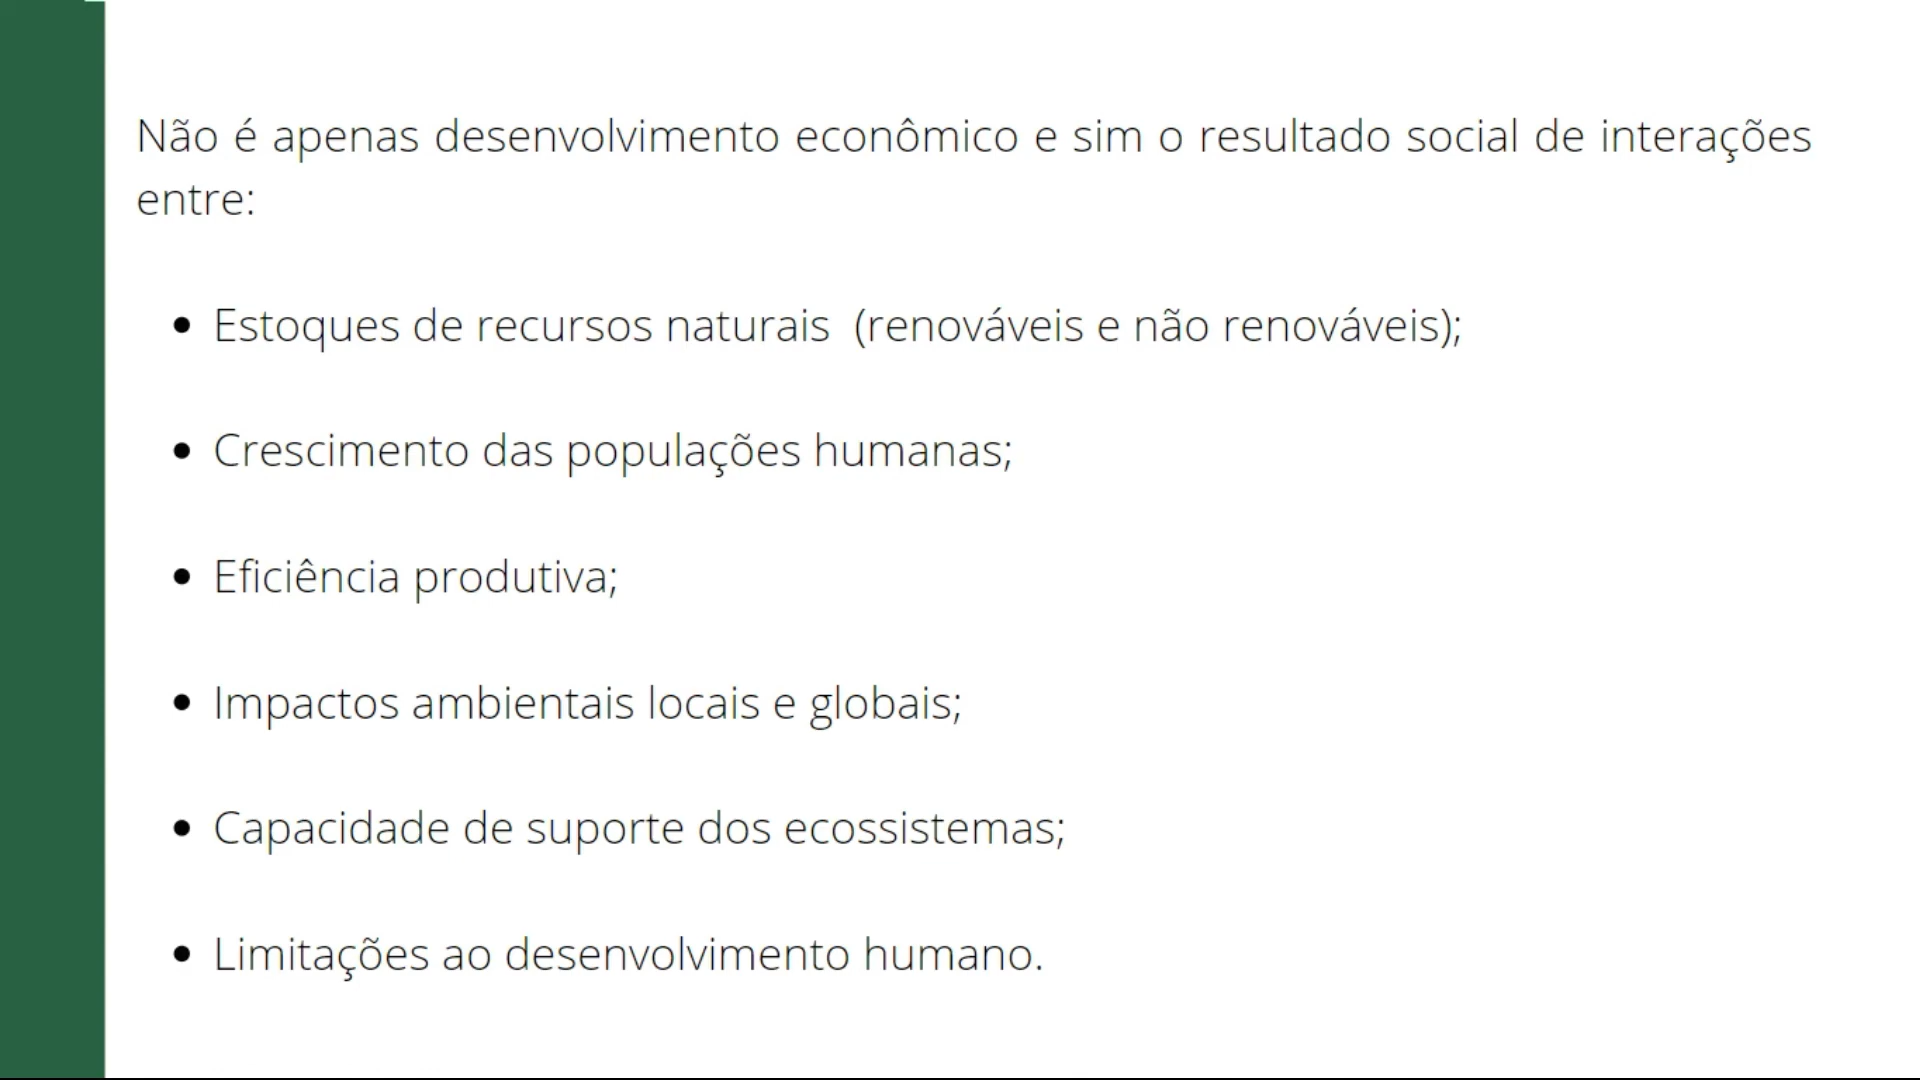 Não é apenas desenvolvimento econômico e sim o resultado social de interações
entre:
• Estoques de recursos naturais  (renováveis e não renováveis);
• Crescimento das populações humanas;
• Eficiência produtiva;
• Impactos ambientais locais e globais;
• Capacidade de suporte dos ecossistemas;
• Limitações ao desenvolvimento humano.